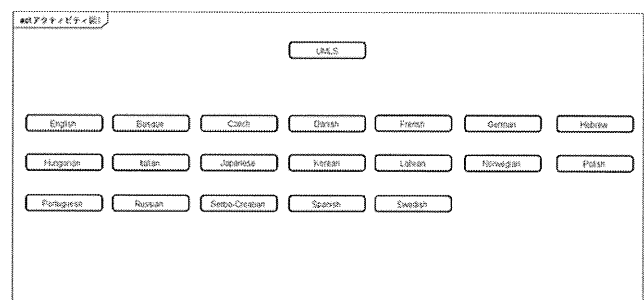 act アクティビティ図1
UMLS
English Basque Czech Danish French German Hebrew
Hungarian Italian Japanese Korean Latvian Norwegian Polish
Portuguese Russian Serbo-Croatian Spanish Swedish